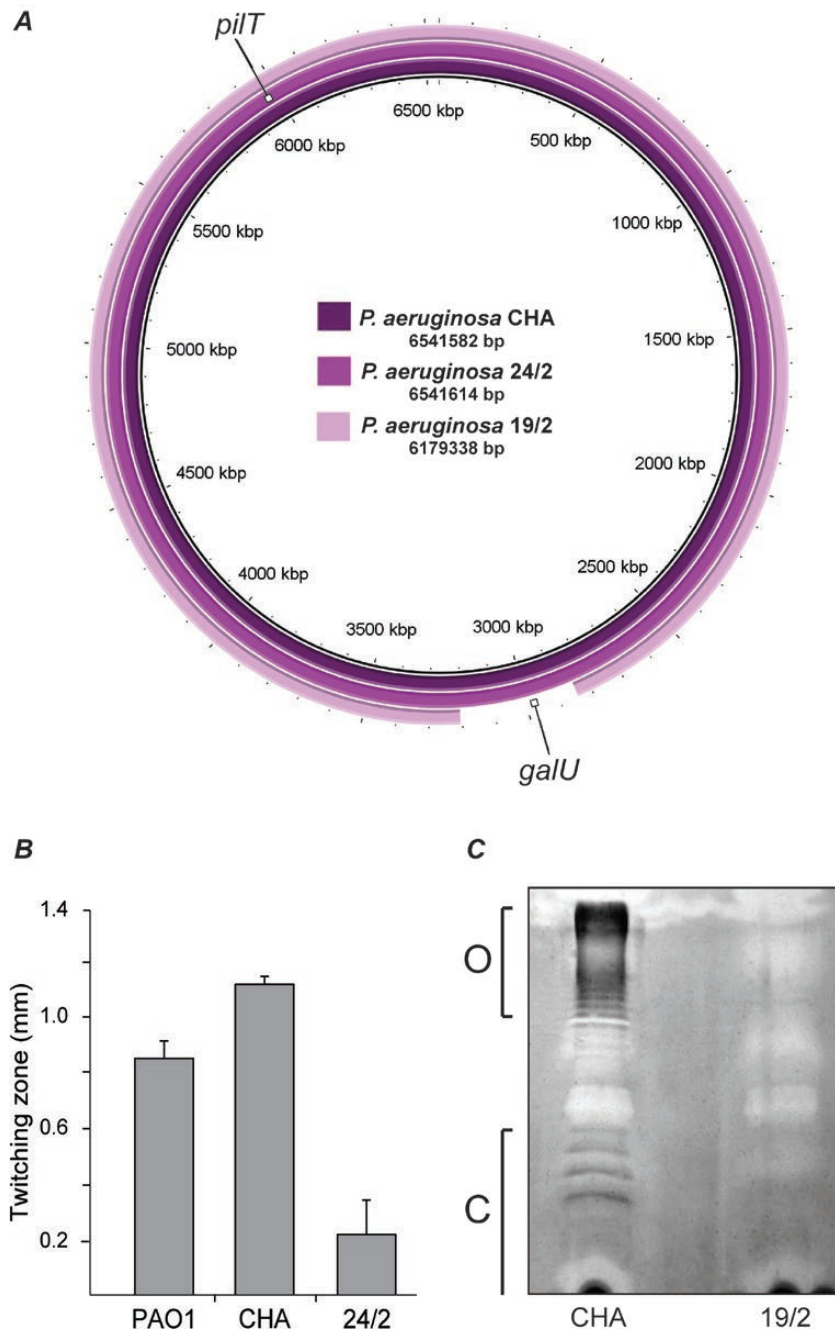 A
pilT
6500 kbp
500 kbp
1000 kbp
1500 kbp
2000 kbp
2500 kbp
3000 kbp
3500 kbp
4000 kbp
4500 kbp
5000 kbp
5500 kbp
6000 kbp
P. aeruginosa CHA
6541582 bp
P. aeruginosa 24/2
6541614 bp
P. aeruginosa 19/2
6179338 bp
galU
B
Twitching zone (mm)
1.4
1.0
0.6
0.2
PAO1 CHA 24/2
C
O
C
CHA 19/2